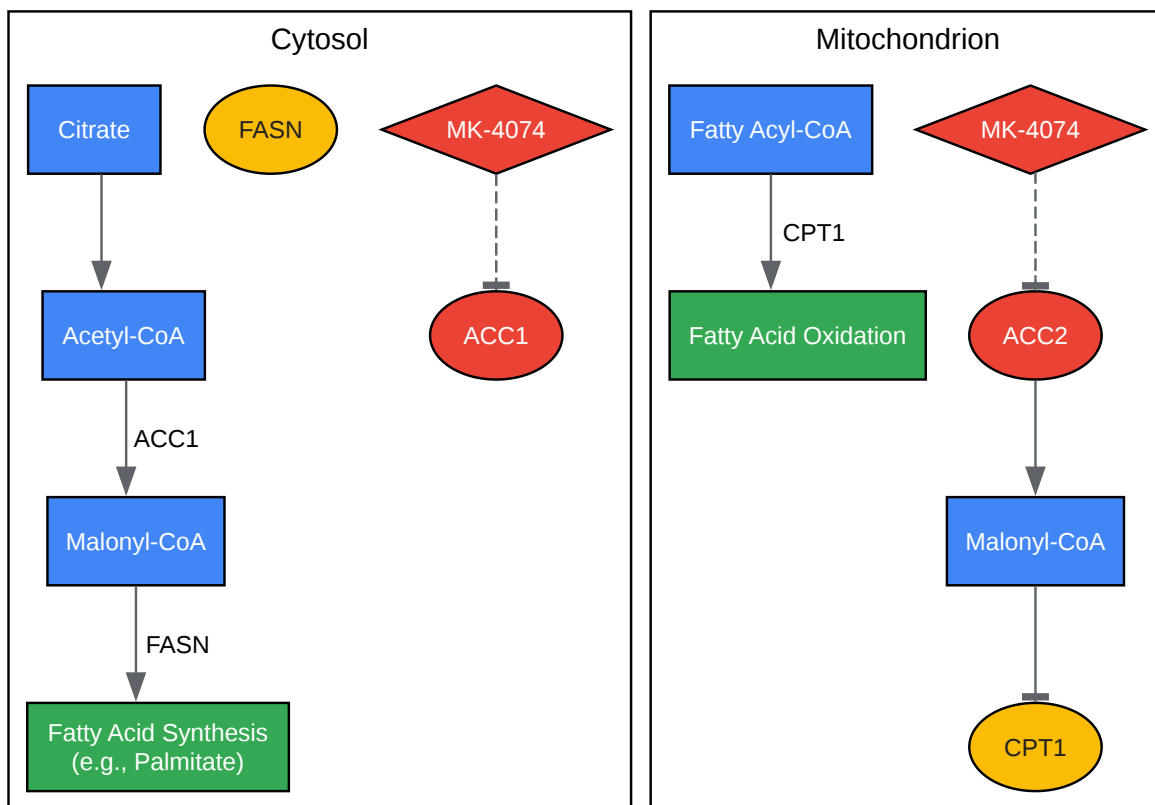 Cytosol
Citrate
FASN
MK-4074
Acetyl-CoA
ACC1
ACC1
Malonyl-CoA
FASN
Fatty Acid Synthesis
(e.g., Palmitate)
Mitochondrion
Fatty Acyl-CoA
MK-4074
CPT1
Fatty Acid Oxidation
ACC2
Malonyl-CoA
CPT1